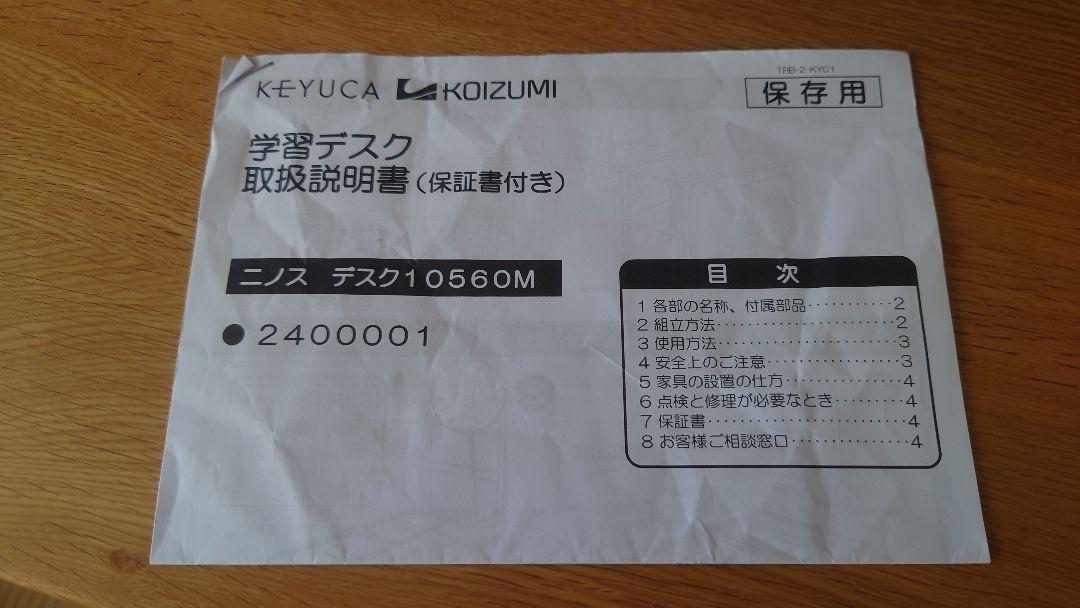 KEYUCA KOIZUMI
TRB-2-KYC1
保存用
学習デスク
取扱説明書(保証書付き)
ニノス デスク10560M
●2400001
目次
1 各部の名称、付属部品···········2
2 組立方法······················2
3 使用方法······················3
4 安全上のご注意················3
5 家具の設置の仕方··············4
6 点検と修理が必要なとき·········4
7 保証書························4
8 お客様ご相談窓口··············4